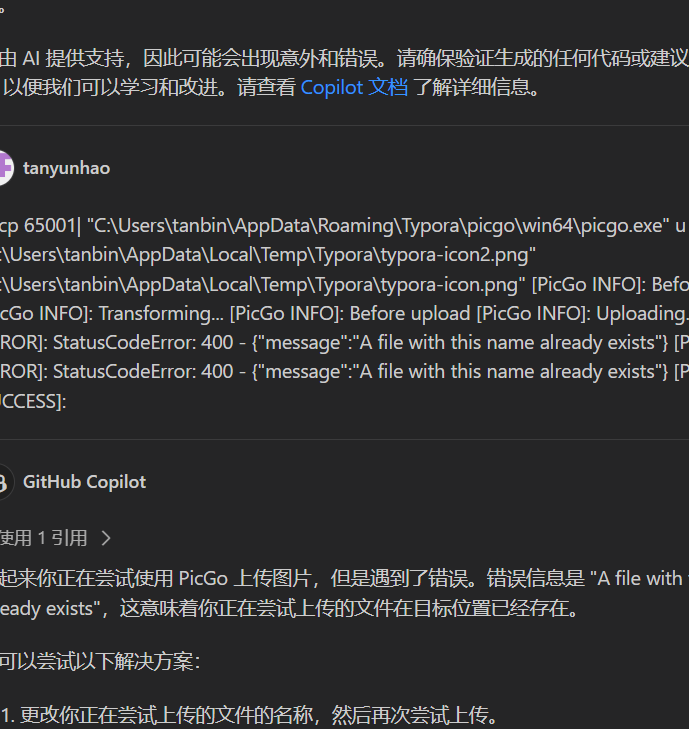 。
由 AI 提供支持，因此可能会出现意外和错误。请确保验证生成的任何代码或建议
以便我们可以学习和改进。请查看 Copilot 文档 了解详细信息。
tanyunhao
cp 65001| "C:\Users\tanbin\AppData\Roaming\Typora\picgo\win64\picgo.exe" u
:\Users\tanbin\AppData\Local\Temp\Typora\typora-icon2.png"
:\Users\tanbin\AppData\Local\Temp\Typora\typora-icon.png" [PicGo INFO]: Befo
icGo INFO]: Transforming... [PicGo INFO]: Before upload [PicGo INFO]: Uploading.
ROR]: StatusCodeError: 400 - {"message":"A file with this name already exists"} [P
ROR]: StatusCodeError: 400 - {"message":"A file with this name already exists"} [P
UCCESS]:
GitHub Copilot
使用 1 引用
起来你正在尝试使用 PicGo 上传图片，但是遇到了错误。错误信息是 "A file with
eady exists"，这意味着你正在尝试上传的文件在目标位置已经存在。
可以尝试以下解决方案：
1. 更改你正在尝试上传的文件的名称，然后再次尝试上传。